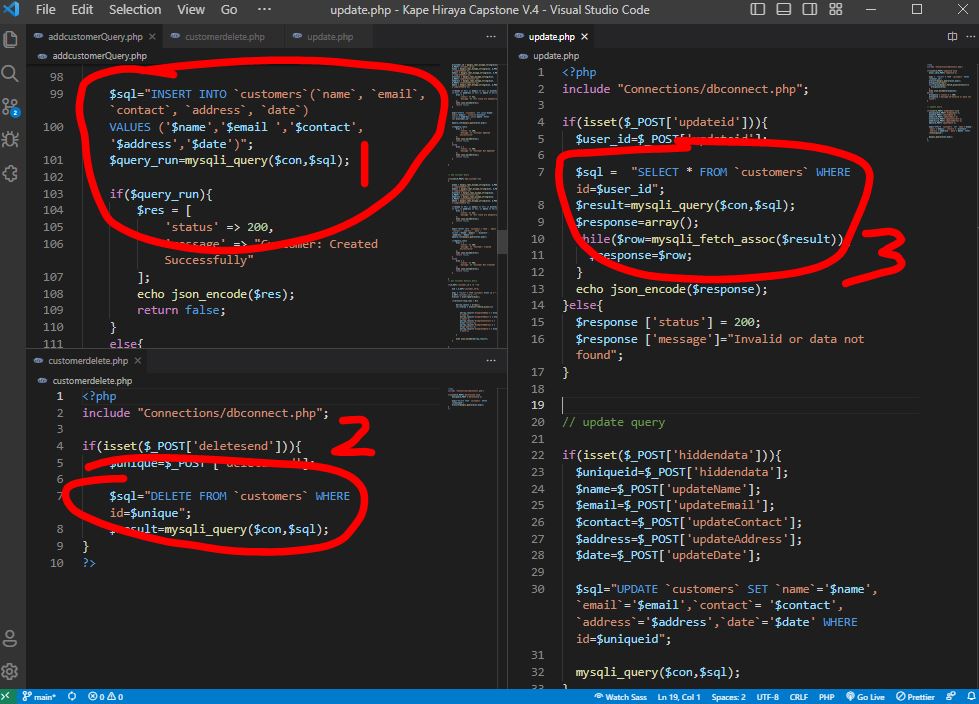 File Edit Selection View Go ··· update.php - Kape Hiraya Capstone V.4 - Visual Studio Code
addcustomerQuery.php customerdelete.php update.php
addcustomerQuery.php
98
99 $sql="INSERT INTO `customers`(`name`, `email`,
`contact`, `address`, `date`)
100 VALUES ('$name','$email ','$contact',
'$address','$date')";
101 $query_run=mysqli_query($con,$sql);
102
103 if($query_run){
104 $res = [
105 'status' => 200,
106 'message' => "Customer: Created
Successfully"
107 ];
108 echo json_encode($res);
109 return false;
110 }
else{
1
customerdelete.php
customerdelete.php
1 <?php
2 include "Connections/dbconnect.php";
3
4 if(isset($_POST['deletesend'])){
5 $unique=$_POST
6
7 $sql="DELETE FROM `customers` WHERE
id=$unique";
8 $result=mysqli_query($con,$sql);
9 }
10 ?>
2
update.php
update.php
1 <?php
2 include "Connections/dbconnect.php";
3
4 if(isset($_POST['updateid'])){
5 $user_id=$_POST['updateid'];
6
7 $sql = "SELECT * FROM `customers` WHERE
id=$user_id";
8 $result=mysqli_query($con,$sql);
9 $response=array();
10 while($row=mysqli_fetch_assoc($result))
11 $response=$row;
12 }
13 echo json_encode($response);
14 }else{
15 $response ['status'] = 200;
16 $response ['message']="Invalid or data not
found";
17 }
18
19
20 // update query
21
22 if(isset($_POST['hiddendata'])){
23 $uniqueid=$_POST['hiddendata'];
24 $name=$_POST['updateName'];
25 $email=$_POST['updateEmail'];
26 $contact=$_POST['updateContact'];
27 $address=$_POST['updateAddress'];
28 $date=$_POST['updateDate'];
29
30 $sql="UPDATE `customers` SET `name`='$name',
`email`='$email',`contact`= '$contact',
`address`='$address',`date`='$date' WHERE
id=$uniqueid";
31
32 mysqli_query($con,$sql);
33 }
3
main* 0 0 Watch Sass Ln 19, Col 1 Spaces: 2 UTF-8 CRLF PHP Go Live Prettier